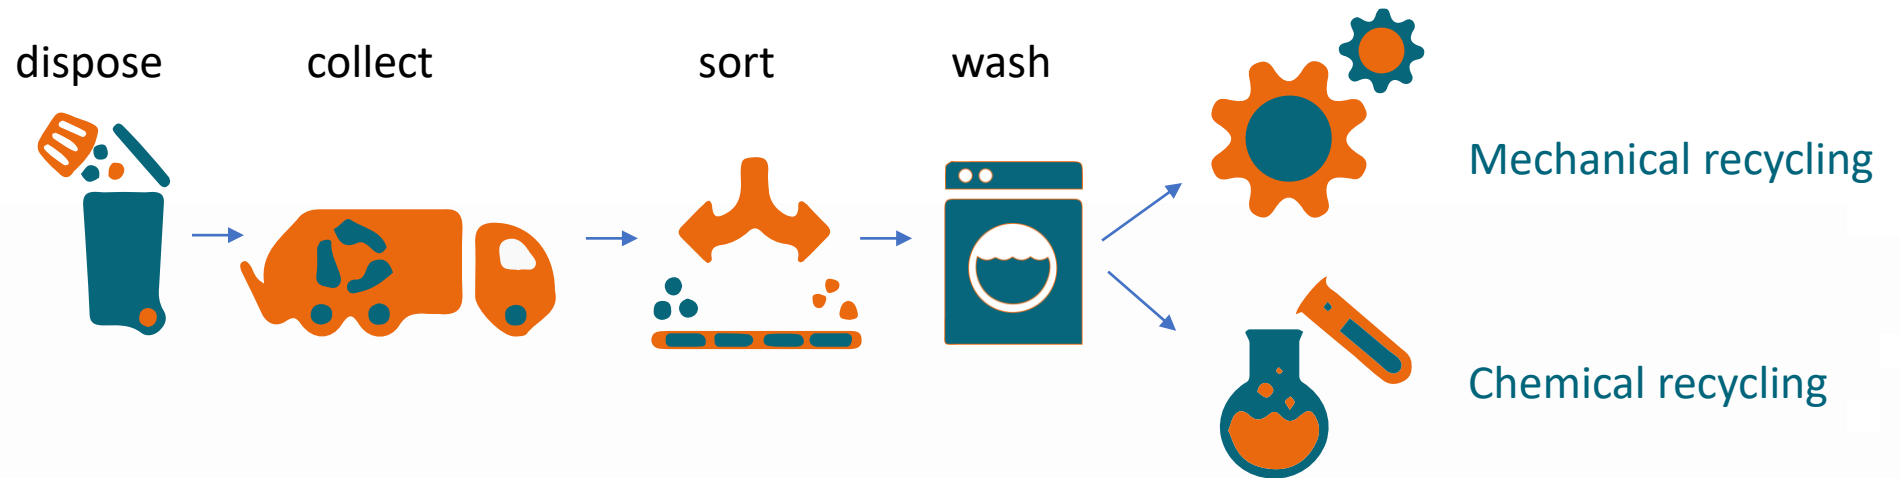 dispose collect sort wash
Mechanical recycling
Chemical recycling